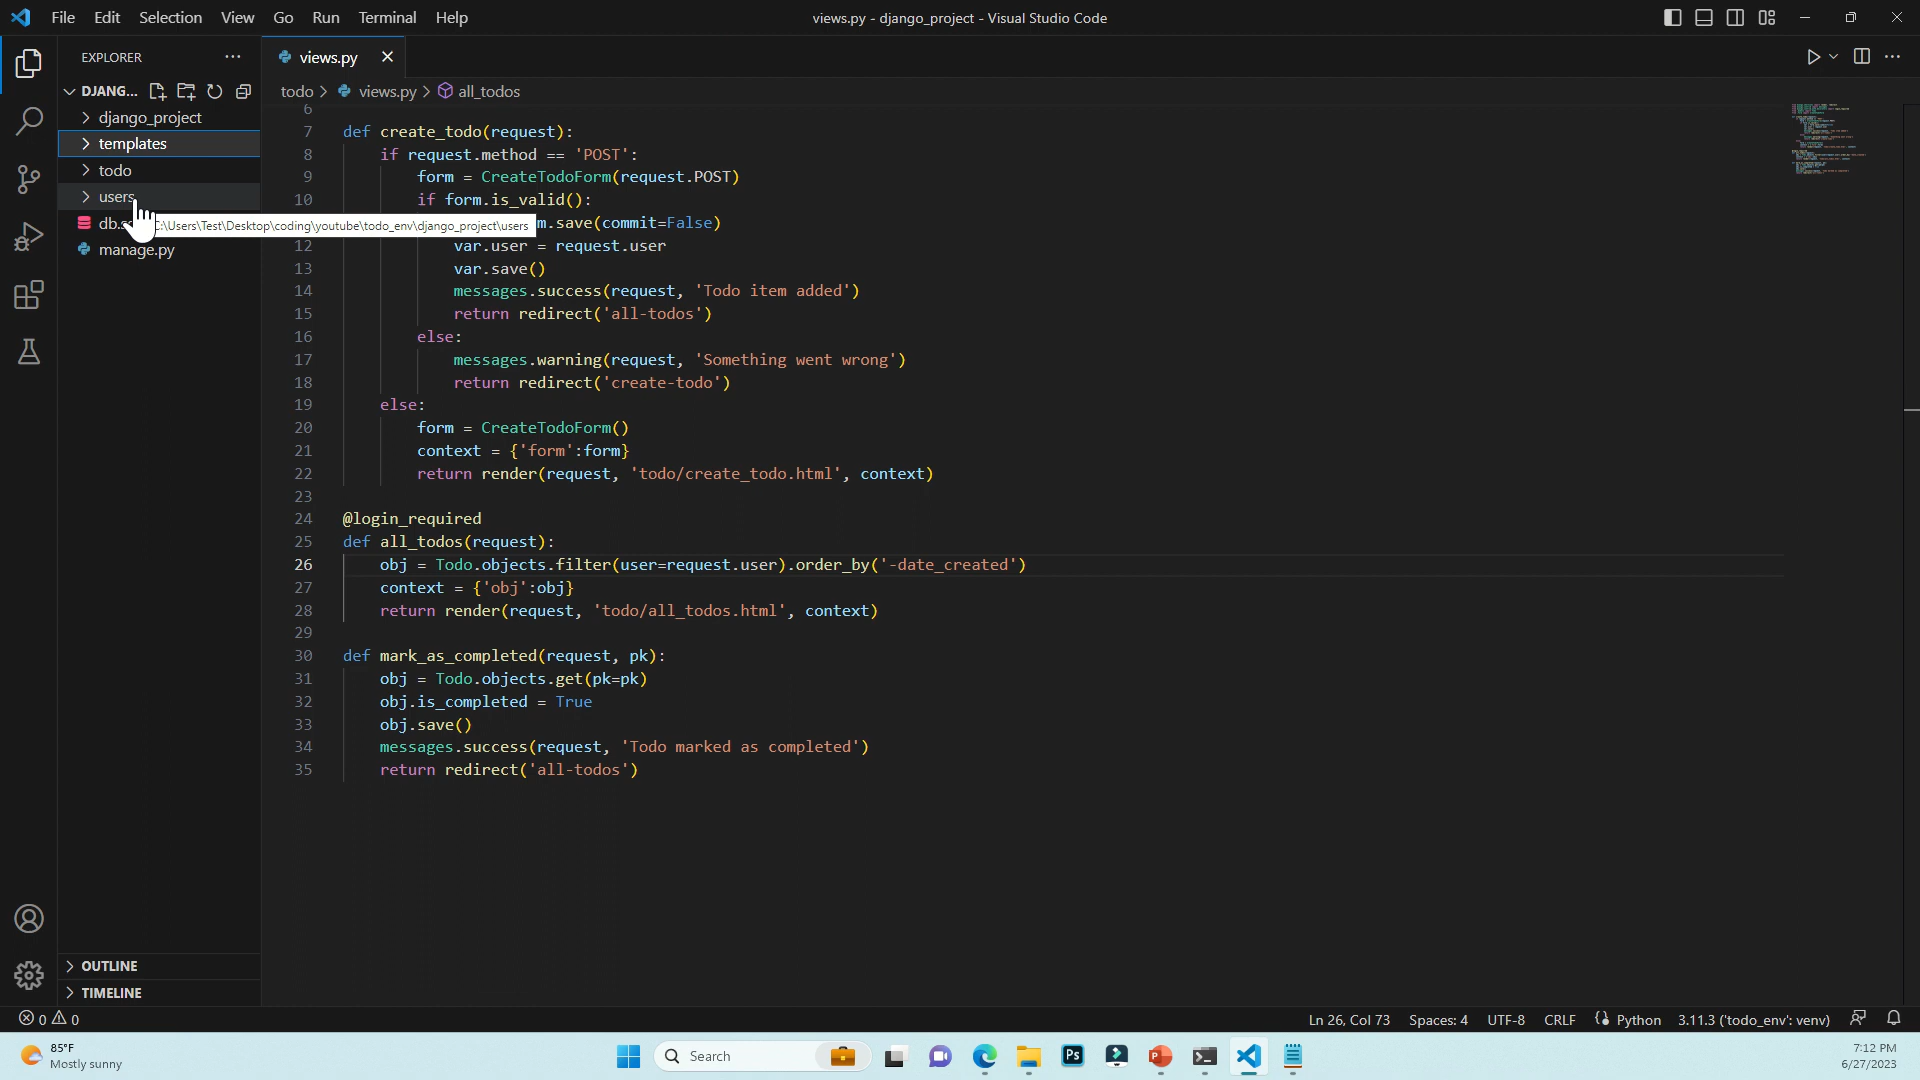 File Edit Selection View Go Run Terminal Help
views.py - django_project - Visual Studio Code
EXPLORER
DJANG...
django_project
templates
todo
users
C:\Users\Test\Desktop\coding\youtube\todo_env\django_project\users
manage.py
OUTLINE
TIMELINE
views.py
todo > views.py > all_todos
6
7 def create_todo(request):
8 if request.method == 'POST':
9 form = CreateTodoForm(request.POST)
10 if form.is_valid():
.save(commit=False)
12 var.user = request.user
13 var.save()
14 messages.success(request, 'Todo item added')
15 return redirect('all-todos')
16 else:
17 messages.warning(request, 'Something went wrong')
18 return redirect('create-todo')
19 else:
20 form = CreateTodoForm()
21 context = {'form':form}
22 return render(request, 'todo/create_todo.html', context)
23
24 @login_required
25 def all_todos(request):
26 obj = Todo.objects.filter(user=request.user).order_by('-date_created')
27 context = {'obj':obj}
28 return render(request, 'todo/all_todos.html', context)
29
30 def mark_as_completed(request, pk):
31 obj = Todo.objects.get(pk=pk)
32 obj.is_completed = True
33 obj.save()
34 messages.success(request, 'Todo marked as completed')
35 return redirect('all-todos')
0 0
Ln 26, Col 73 Spaces: 4 UTF-8 CRLF Python 3.11.3 ('todo_env': venv)
85°F
Mostly sunny
Search
Ps
7:12 PM
6/27/2023